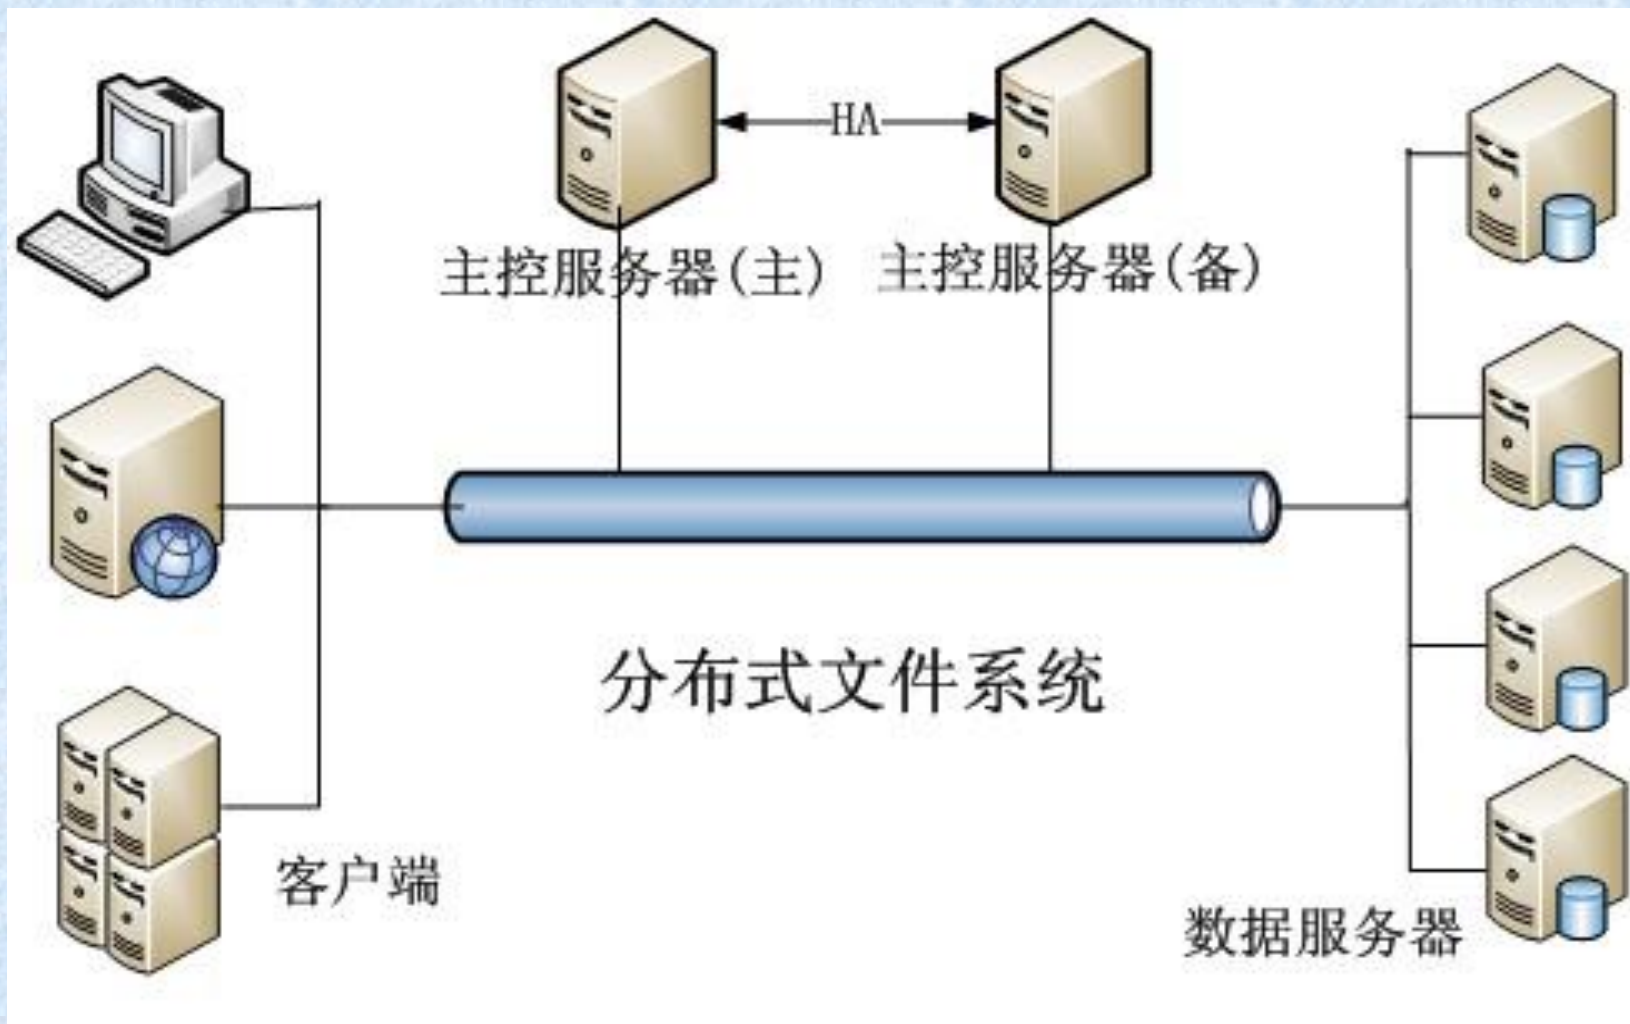 HA
主控服务器(主)
主控服务器(备)
分布式文件系统
客户端
数据服务器